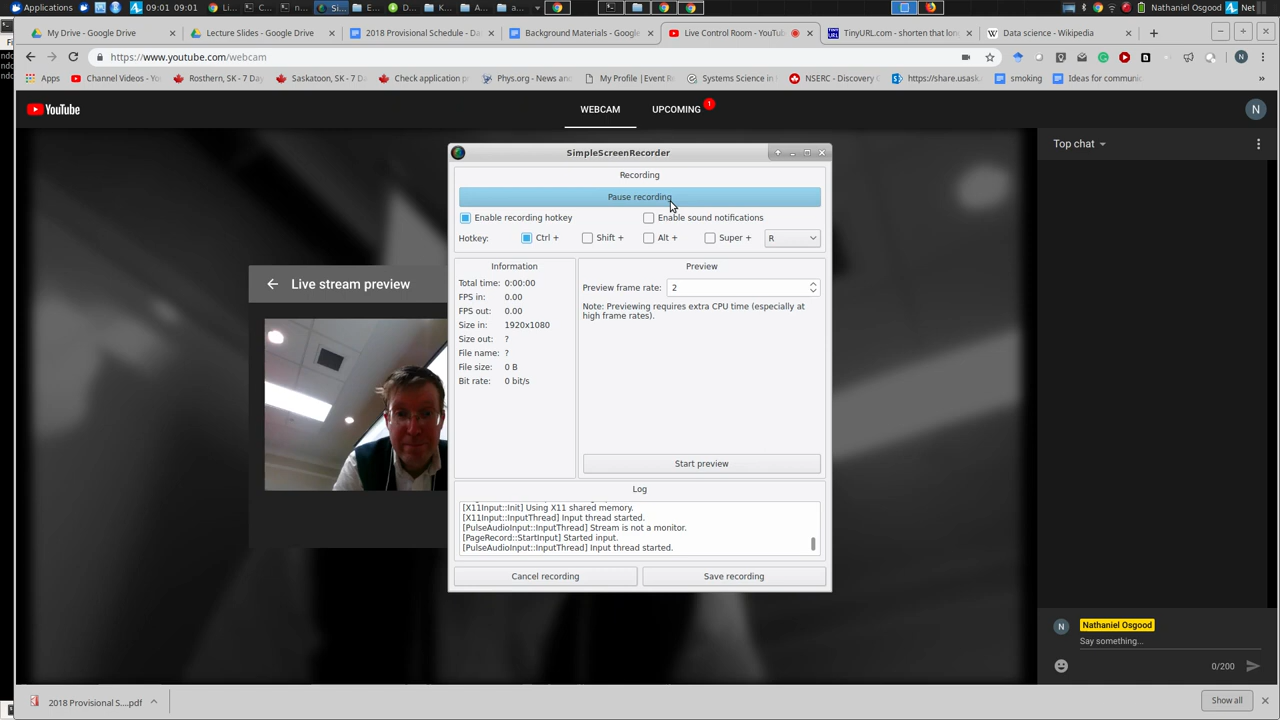 Applications
Li...
C...
n...
Si...
E...
D...
K...
A...
a...
09:01 09:01
Nathaniel Osgood
Net
My Drive - Google Drive
Lecture Slides - Google Drive
2018 Provisional Schedule - Da
Background Materials - Google
Live Control Room - YouTub
TinyURL.com - shorten that lon
Data science - Wikipedia
https://www.youtube.com/webcam
Apps
Channel Videos - You
Rosthern, SK - 7 Day
Saskatoon, SK - 7 Da
Check application p
Phys.org - News and
My Profile | Event R
Systems Science in
NSERC - Discovery G
https://share.usask
smoking
Ideas for communic
YouTube
WEBCAM
UPCOMING
1
N
Top chat
SimpleScreenRecorder
Recording
Pause recording
Enable recording hotkey
Enable sound notifications
Hotkey:
Ctrl +
Shift +
Alt +
Super +
R
Information
Total time: 0:00:00
FPS in: 0.00
FPS out: 0.00
Size in: 1920x1080
Size out: ?
File name: ?
File size: 0 B
Bit rate: 0 bit/s
Preview
Preview frame rate: 2
Note: Previewing requires extra CPU time (especially at
high frame rates).
Start preview
Live stream preview
Log
[X11Input::Init] Using X11 shared memory.
[X11Input::InputThread] Input thread started.
[PulseAudioInput::InputThread] Stream is not a monitor.
[PageRecord::StartInput] Started input.
[PulseAudioInput::InputThread] Input thread started.
Cancel recording
Save recording
N
Nathaniel Osgood
Say something...
0/200
2018 Provisional S....pdf
Show all